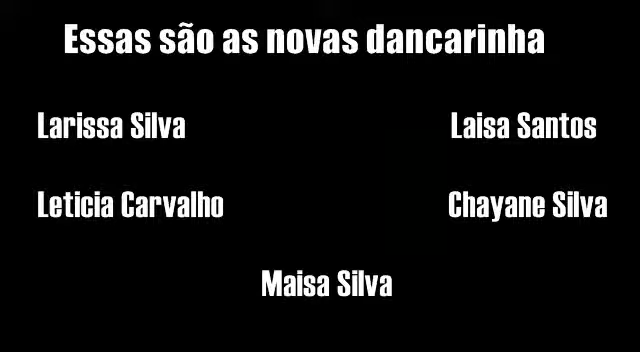 Essas são as novas dancarinha
Larissa Silva
Laisa Santos
Leticia Carvalho
Chayane Silva
Maisa Silva